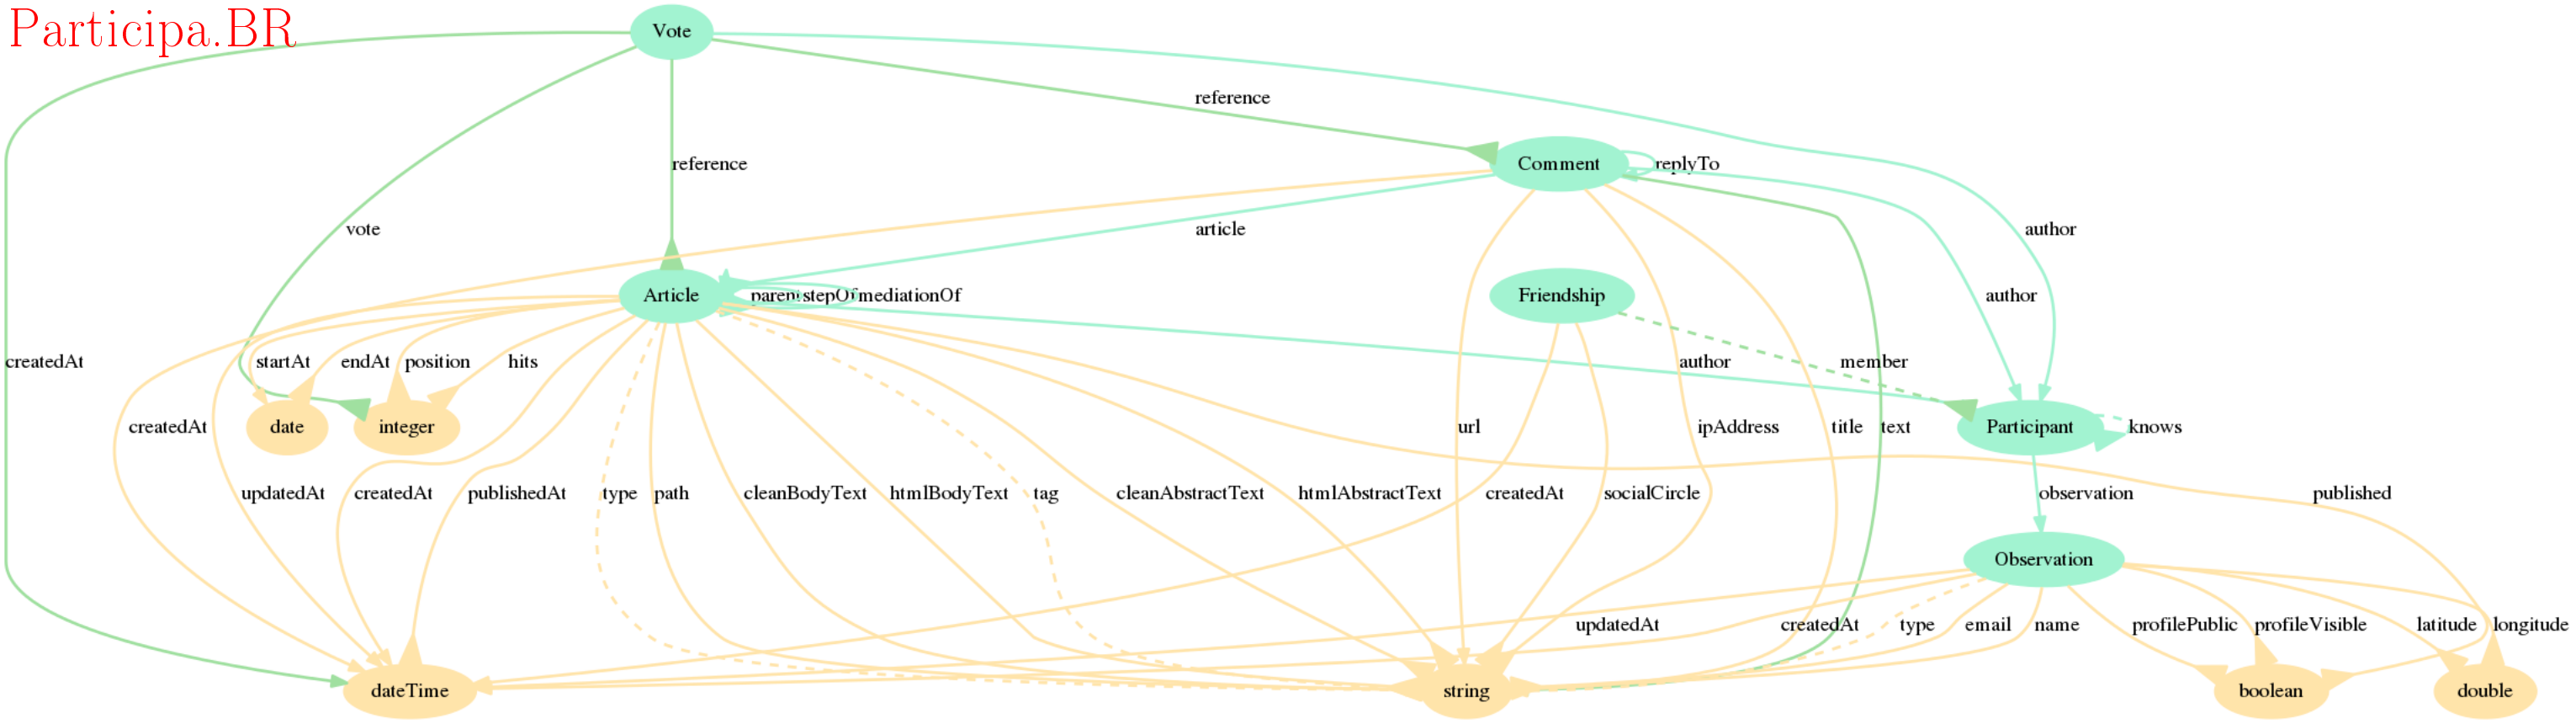 Participa.BR
Vote
reference
Comment
replyTo
reference
vote
article
author
Article
parent
stepOf
mediationOf
Friendship
author
createdAt
startAt
endAt
position
hits
author
member
createdAt
date
integer
url
ipAddress
title
text
Participant
knows
updatedAt
createdAt
publishedAt
type
path
cleanBodyText
htmlBodyText
tag
cleanAbstractText
htmlAbstractText
createdAt
socialCircle
observation
published
Observation
updatedAt
createdAt
type
email
name
profilePublic
profileVisible
latitude
longitude
dateTime
string
boolean
double